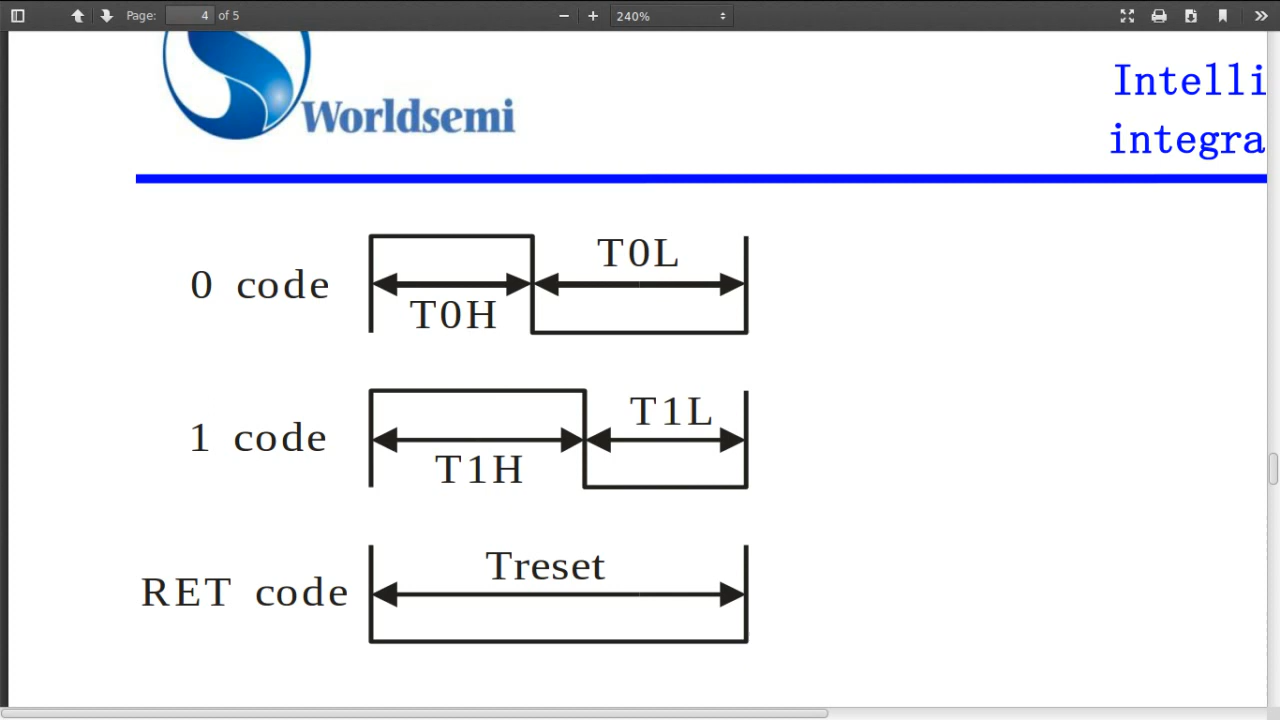 Page: 4 of 5 240%
Worldsemi
Intelli
integra
0 code T0H T0L
1 code T1H T1L
RET code Treset